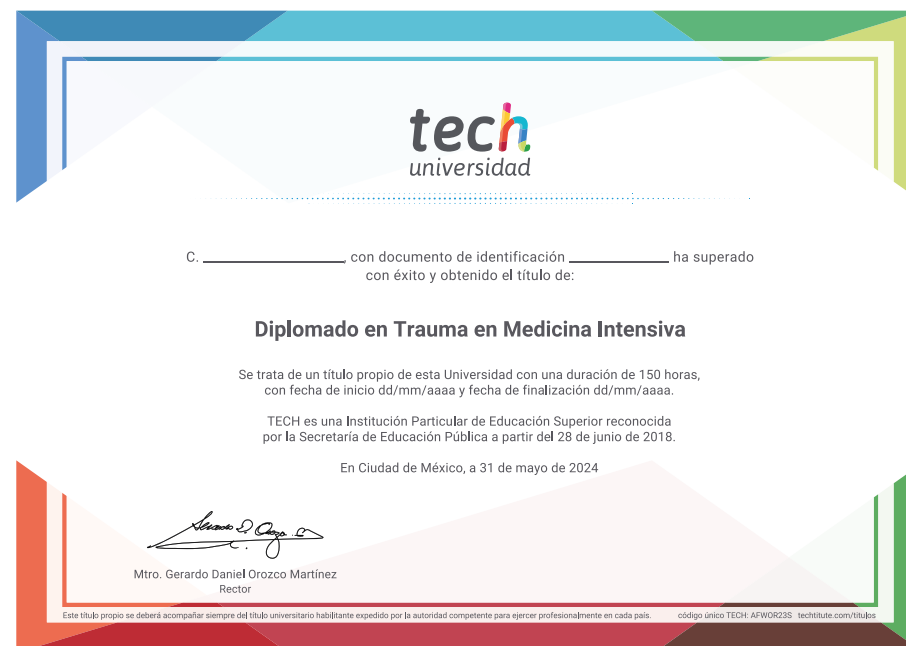 tech
universidad
C. ____________________, con documento de identificación ______________ ha superado
con éxito y obtenido el título de:
Diplomado en Trauma en Medicina Intensiva
Se trata de un título propio de esta Universidad con una duración de 150 horas,
con fecha de inicio dd/mm/aaaa y fecha de finalización dd/mm/aaaa.
TECH es una Institución Particular de Educación Superior reconocida
por la Secretaría de Educación Pública a partir del 28 de junio de 2018.
En Ciudad de México, a 31 de mayo de 2024
Mtro. Gerardo Daniel Orozco Martínez
Rector
Este título propio se deberá acompañar siempre del título universitario habilitante expedido por la autoridad competente para ejercer profesionalmente en cada país. código único TECH: AFWOR23S techtitute.com/titulos